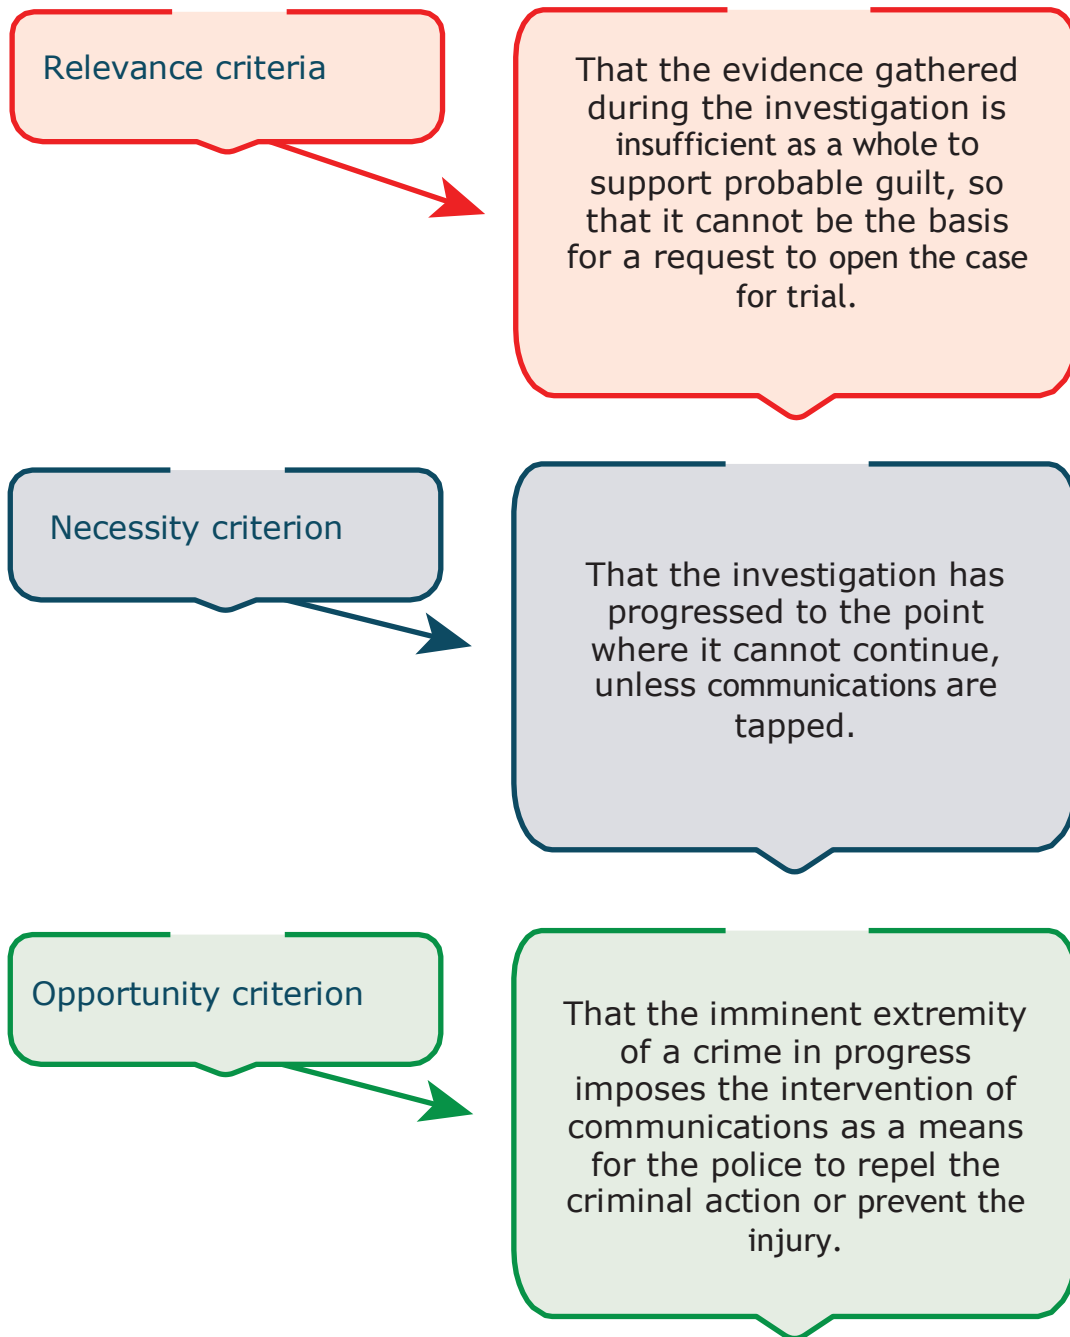 Relevance criteria
That the evidence gathered
during the investigation is
insufficient as a whole to
support probable guilt, so
that it cannot be the basis
for a request to open the case
for trial.
Necessity criterion
That the investigation has
progressed to the point
where it cannot continue,
unless communications are
tapped.
Opportunity criterion
That the imminent extremity
of a crime in progress
imposes the intervention of
communications as a means
for the police to repel the
criminal action or prevent the
injury.